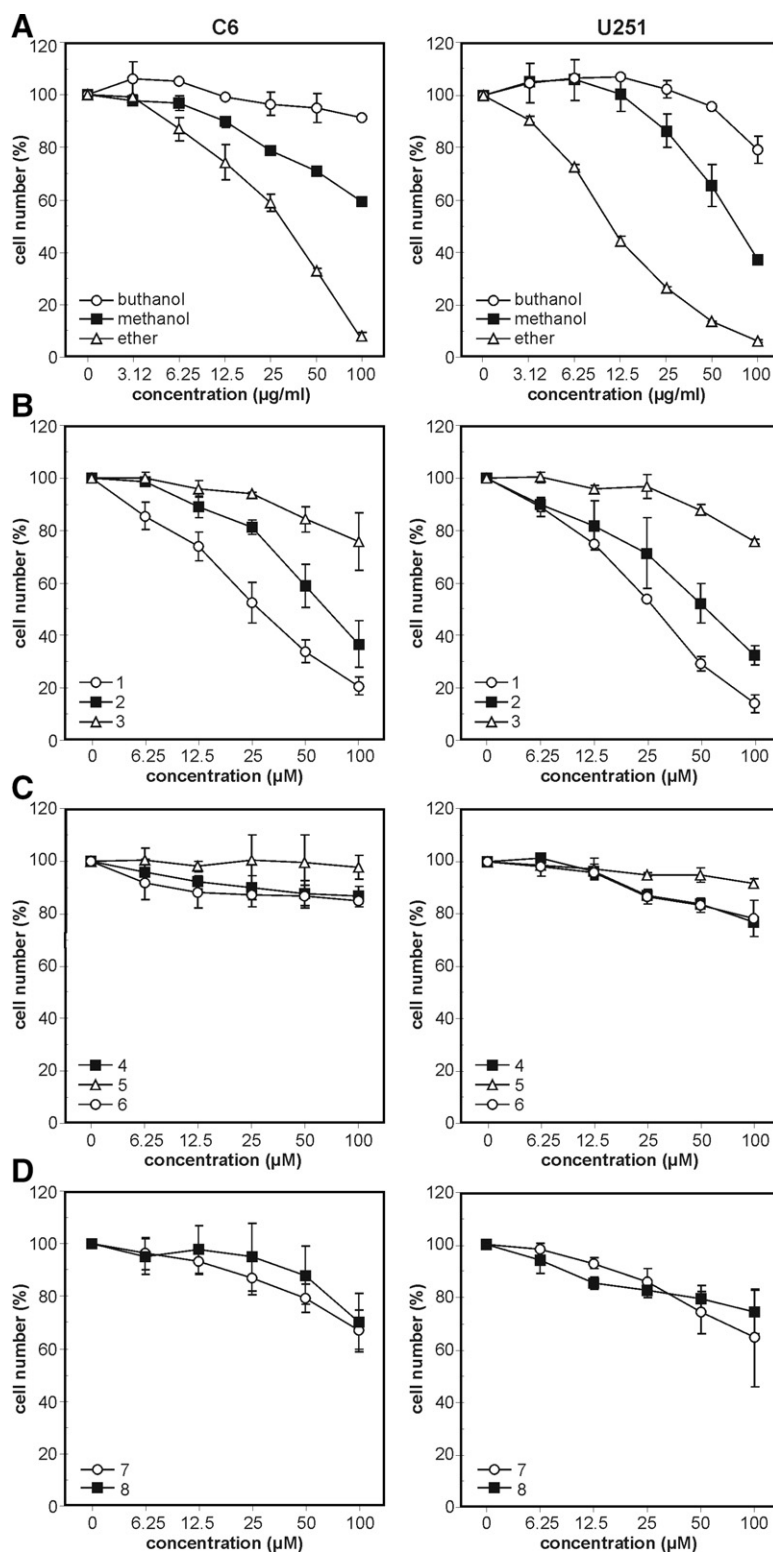 C6
U251
A
120
100
80
60
40
20
0
cell number (%)
buthanol
methanol
ether
0 3.12 6.25 12.5 25 50 100
concentration (µg/ml)
120
100
80
60
40
20
0
cell number (%)
buthanol
methanol
ether
0 3.12 6.25 12.5 25 50 100
concentration (µg/ml)
B
120
100
80
60
40
20
0
cell number (%)
1
2
3
0 6.25 12.5 25 50 100
concentration (µM)
120
100
80
60
40
20
0
cell number (%)
1
2
3
0 6.25 12.5 25 50 100
concentration (µM)
C
120
100
80
60
40
20
0
cell number (%)
4
5
6
0 6.25 12.5 25 50 100
concentration (µM)
120
100
80
60
40
20
0
cell number (%)
4
5
6
0 6.25 12.5 25 50 100
concentration (µM)
D
120
100
80
60
40
20
0
cell number (%)
7
8
0 6.25 12.5 25 50 100
concentration (µM)
120
100
80
60
40
20
0
cell number (%)
7
8
0 6.25 12.5 25 50 100
concentration (µM)